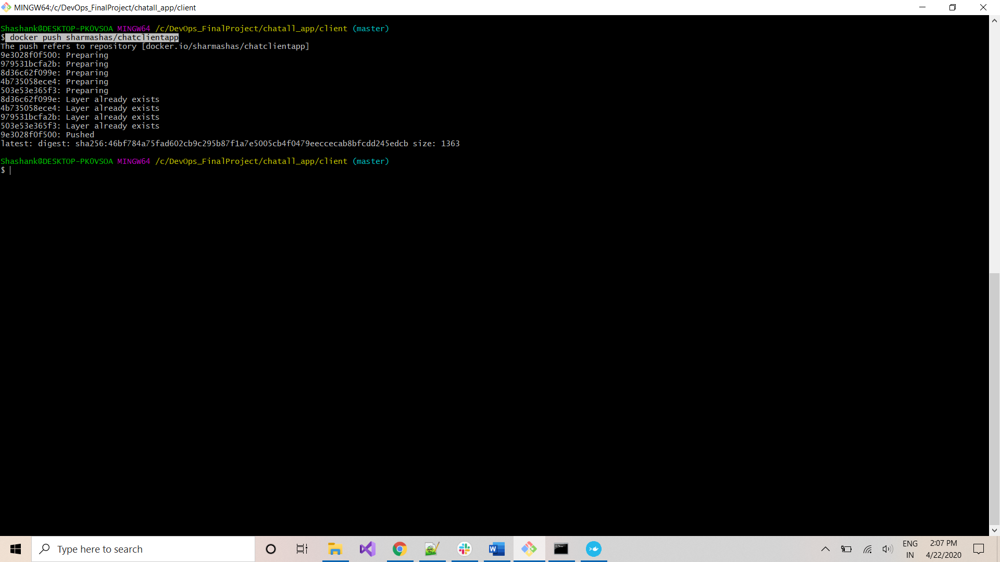 MINGW64:/c/DevOps_FinalProject/chatall_app/client
Shashank@DESKTOP-PK0VSOA MINGW64 /c/DevOps_FinalProject/chatall_app/client (master)
$ docker push sharmashas/chatclientapp
The push refers to repository [docker.io/sharmashas/chatclientapp]
9e3028f0f500: Preparing
979531bcfa2b: Preparing
8d36c62f099e: Preparing
4b735058ece4: Preparing
503e53e365f3: Preparing
8d36c62f099e: Layer already exists
4b735058ece4: Layer already exists
979531bcfa2b: Layer already exists
503e53e365f3: Layer already exists
9e3028f0f500: Pushed
latest: digest: sha256:46bf784a75fad602cb9c295b87f1a7e5005cb4f0479eeccecab8bfcdd245edcb size: 1363
Shashank@DESKTOP-PK0VSOA MINGW64 /c/DevOps_FinalProject/chatall_app/client (master)
$
Type here to search
ENG
IN
2:07 PM
4/22/2020